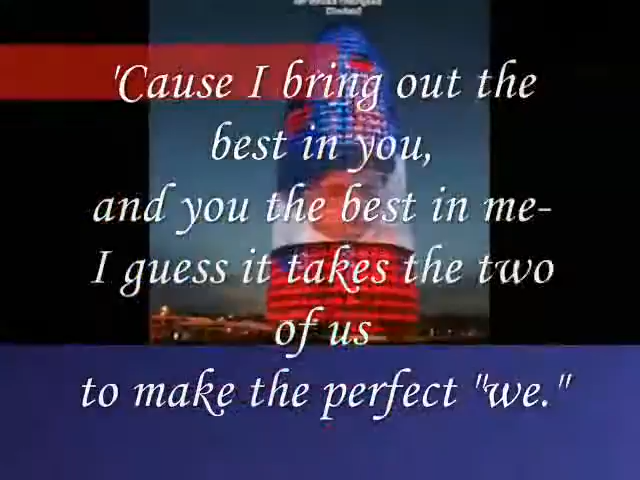 'Cause I bring out the
best in you,
and you the best in me-
I guess it takes the two
of us
to make the perfect "we."